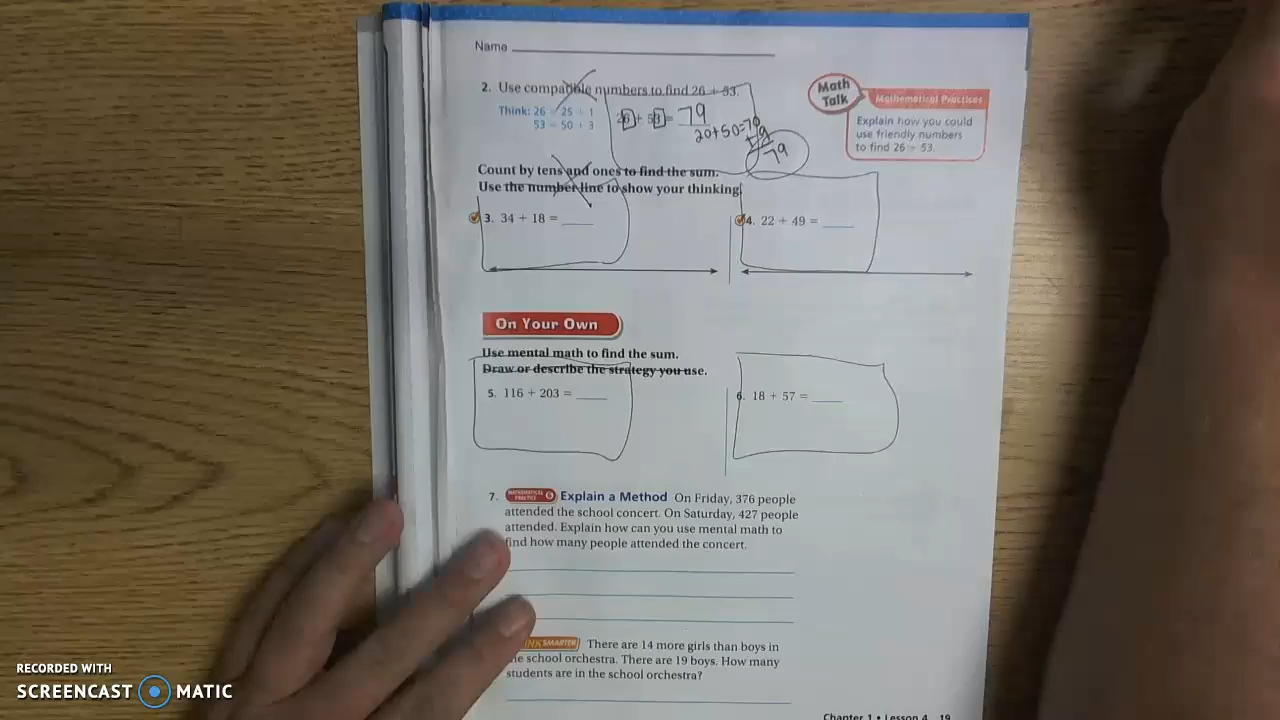 Name
2. Use compatible numbers to find 26 + 53.
Think: 26 = 25 + 1
53 = 50 + 3
26 + 53 = 79
20+50=70
+9
79
Math
Talk
Mathematical Practices
Explain how you could
use friendly numbers
to find 26 + 53.
Count by tens and ones to find the sum.
Use the number line to show your thinking.
3. 34 + 18 =
4. 22 + 49 =
On Your Own
Use mental math to find the sum.
Draw or describe the strategy you use.
5. 116 + 203 =
6. 18 + 57 =
7. MATHEMATICAL PRACTICE 6 Explain a Method On Friday, 376 people
attended the school concert. On Saturday, 427 people
attended. Explain how can you use mental math to
find how many people attended the concert.
SMARTER There are 14 more girls than boys in
school orchestra. There are 19 boys. How many
students are in the school orchestra?
Chapter 1 • Lesson 4 19
RECORDED WITH
SCREENCAST MATIC